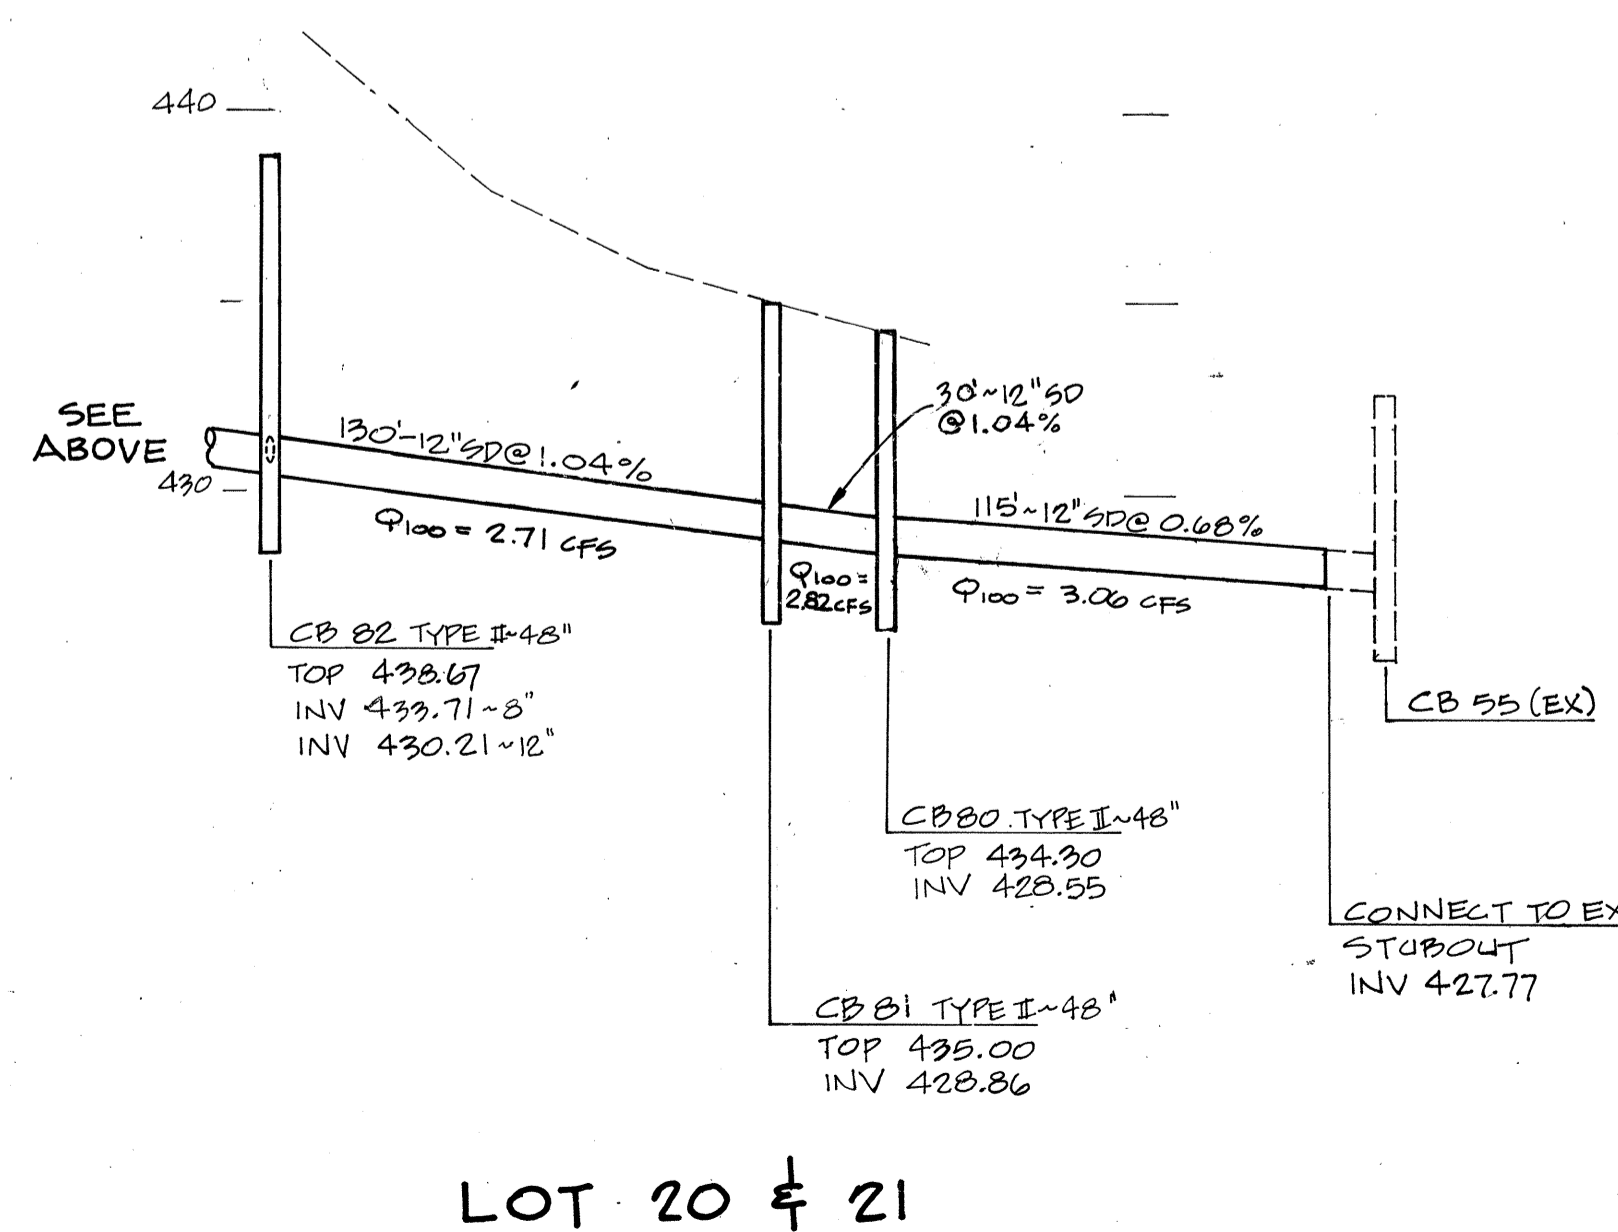 440
SEE
ABOVE
430
130'-12"SD@1.04%
Q100 = 2.71 CFS
30'~12"SD
@1.04%
Q100 =
2.82CFS
115'~12"SD@0.68%
Q100 = 3.06 CFS
CB 82 TYPE II~48"
TOP 438.67
INV 433.71~8"
INV 430.21~12"
CB 55 (EX)
CB80 TYPE II~48"
TOP 434.30
INV 428.55
CONNECT TO EX
STUBOUT
INV 427.77
CB 81 TYPE II~48"
TOP 435.00
INV 428.86
LOT 20 & 21